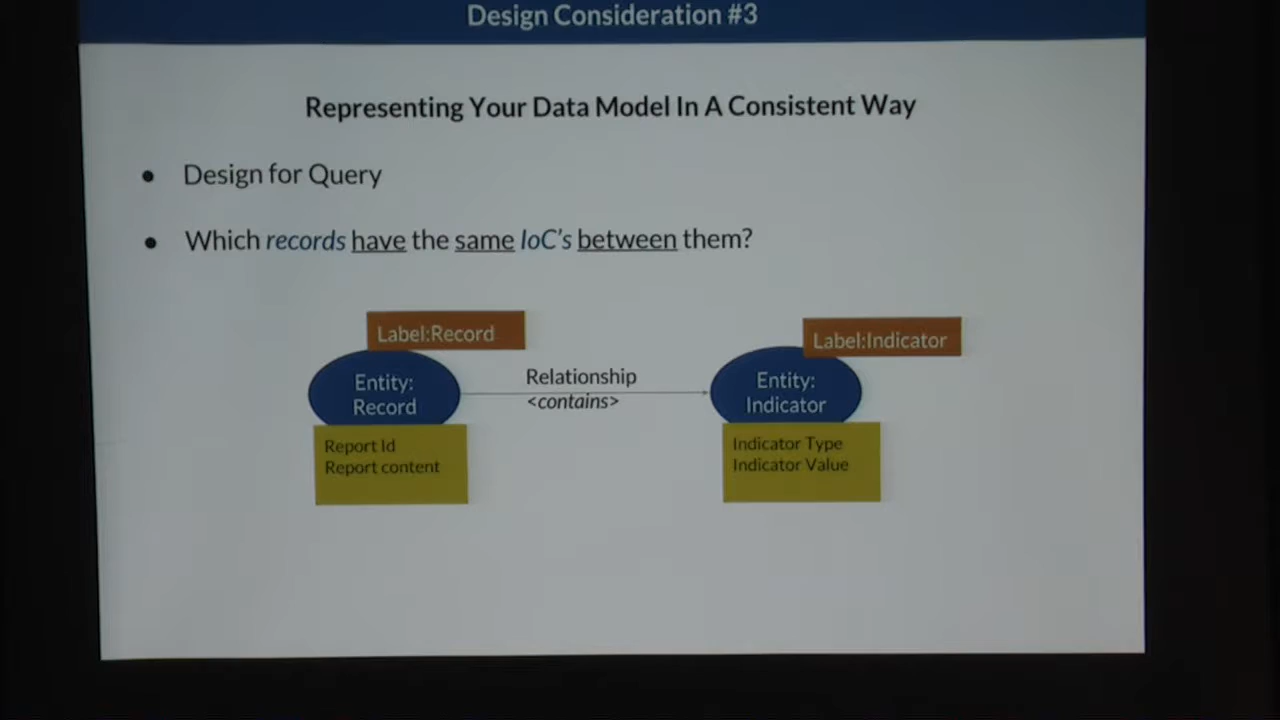 Design Consideration #3
Representing Your Data Model In A Consistent Way
● Design for Query
● Which records have the same IoC's between them?
Label:Record
Label:Indicator
Entity:
Record
Relationship
<contains>
Entity:
Indicator
Report Id
Report content
Indicator Type
Indicator Value